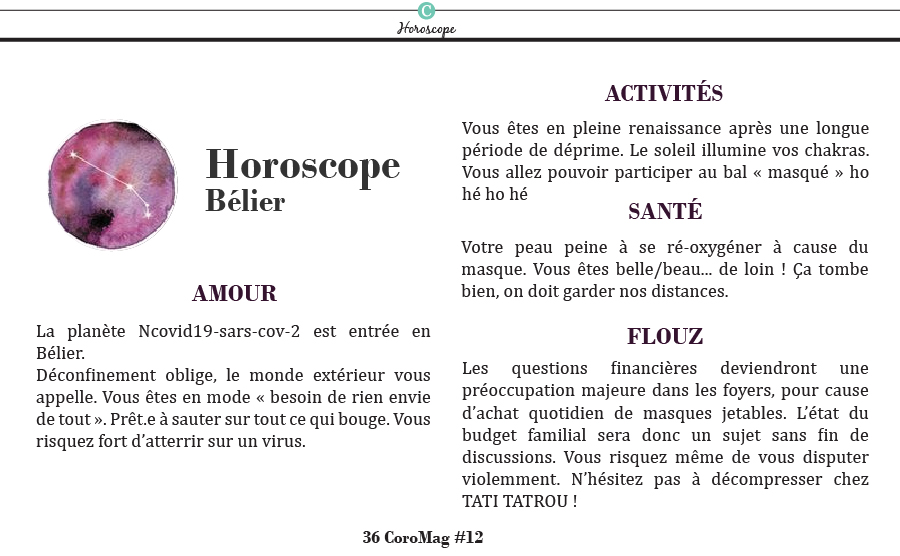 C
Horoscope
Horoscope
Bélier
AMOUR
La planète Ncovid19-sars-cov-2 est entrée en
Bélier.
Déconfinement oblige, le monde extérieur vous
appelle. Vous êtes en mode « besoin de rien envie
de tout ». Prêt.e à sauter sur tout ce qui bouge. Vous
risquez fort d’atterrir sur un virus.
ACTIVITÉS
Vous êtes en pleine renaissance après une longue
période de déprime. Le soleil illumine vos chakras.
Vous allez pouvoir participer au bal « masqué » ho
hé ho hé
SANTÉ
Votre peau peine à se ré-oxygéner à cause du
masque. Vous êtes belle/beau... de loin ! Ça tombe
bien, on doit garder nos distances.
FLOUZ
Les questions financières deviendront une
préoccupation majeure dans les foyers, pour cause
d’achat quotidien de masques jetables. L’état du
budget familial sera donc un sujet sans fin de
discussions. Vous risquez même de vous disputer
violemment. N’hésitez pas à décompresser chez
TATI TATROU !
36 CoroMag #12